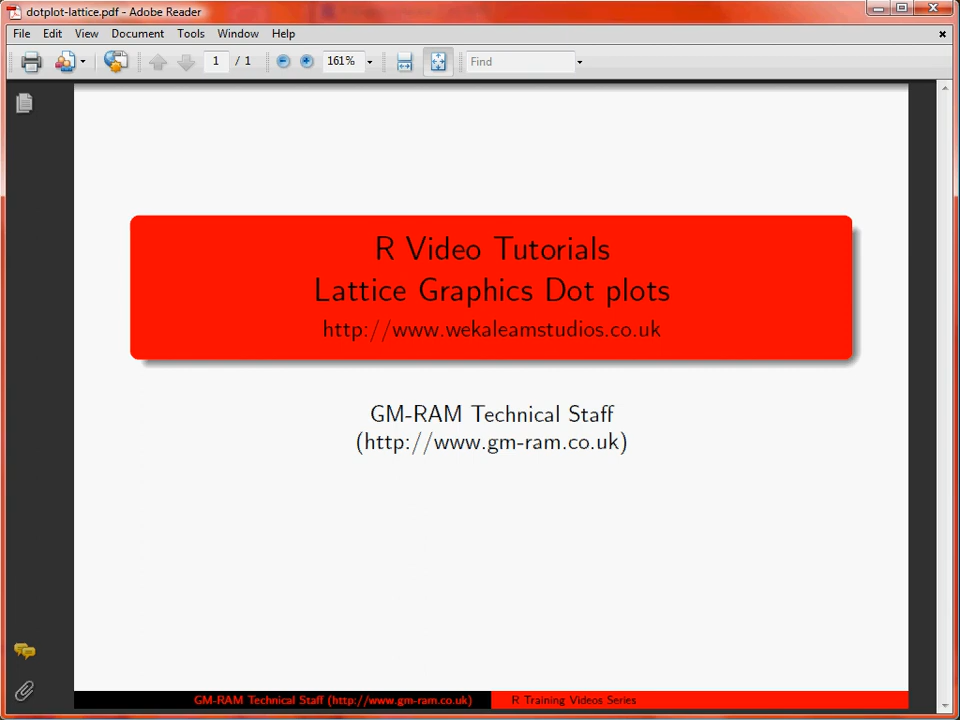 dotplot-lattice.pdf - Adobe Reader
File Edit View Document Tools Window Help
1 / 1 161% Find
R Video Tutorials
Lattice Graphics Dot plots
http://www.wekaleamstudios.co.uk
GM-RAM Technical Staff
(http://www.gm-ram.co.uk)
GM-RAM Technical Staff (http://www.gm-ram.co.uk) R Training Videos Series